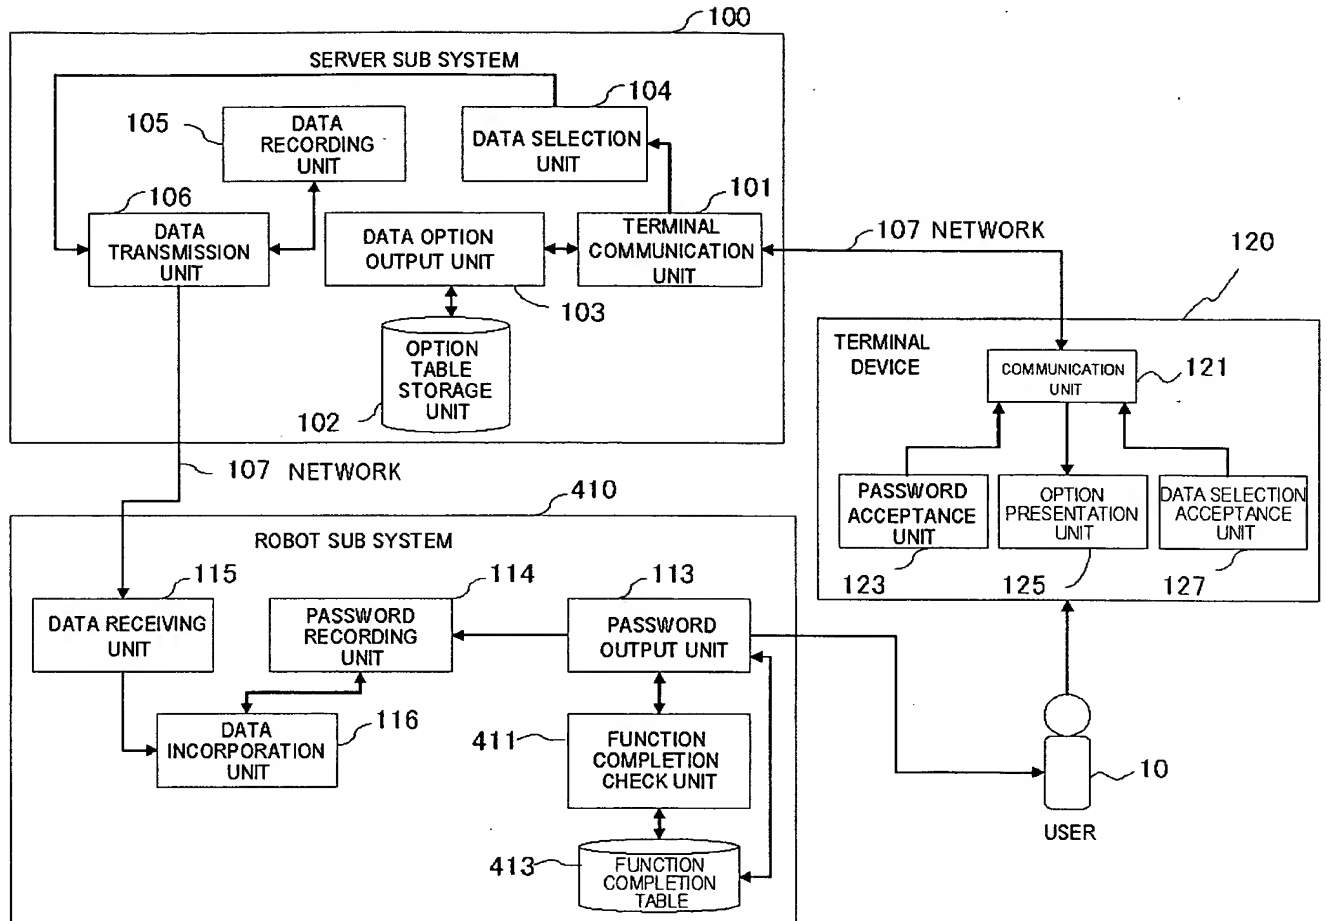 100
SERVER SUB SYSTEM
104
105
DATA
RECORDING
UNIT
DATA SELECTION
UNIT
106
101
DATA
TRANSMISSION
UNIT
DATA OPTION
OUTPUT UNIT
TERMINAL
COMMUNICATION
UNIT
107 NETWORK
120
103
OPTION
TABLE
STORAGE
UNIT
102
TERMINAL
DEVICE
COMMUNICATION
UNIT
121
107 NETWORK
PASSWORD
ACCEPTANCE
UNIT
OPTION
PRESENTATION
UNIT
DATA SELECTION
ACCEPTANCE
UNIT
123
125
127
410
ROBOT SUB SYSTEM
115
114
113
DATA RECEIVING
UNIT
PASSWORD
RECORDING
UNIT
PASSWORD
OUTPUT UNIT
DATA
INCORPORATION
UNIT
116
411
FUNCTION
COMPLETION
CHECK UNIT
10
USER
413
FUNCTION
COMPLETION
TABLE